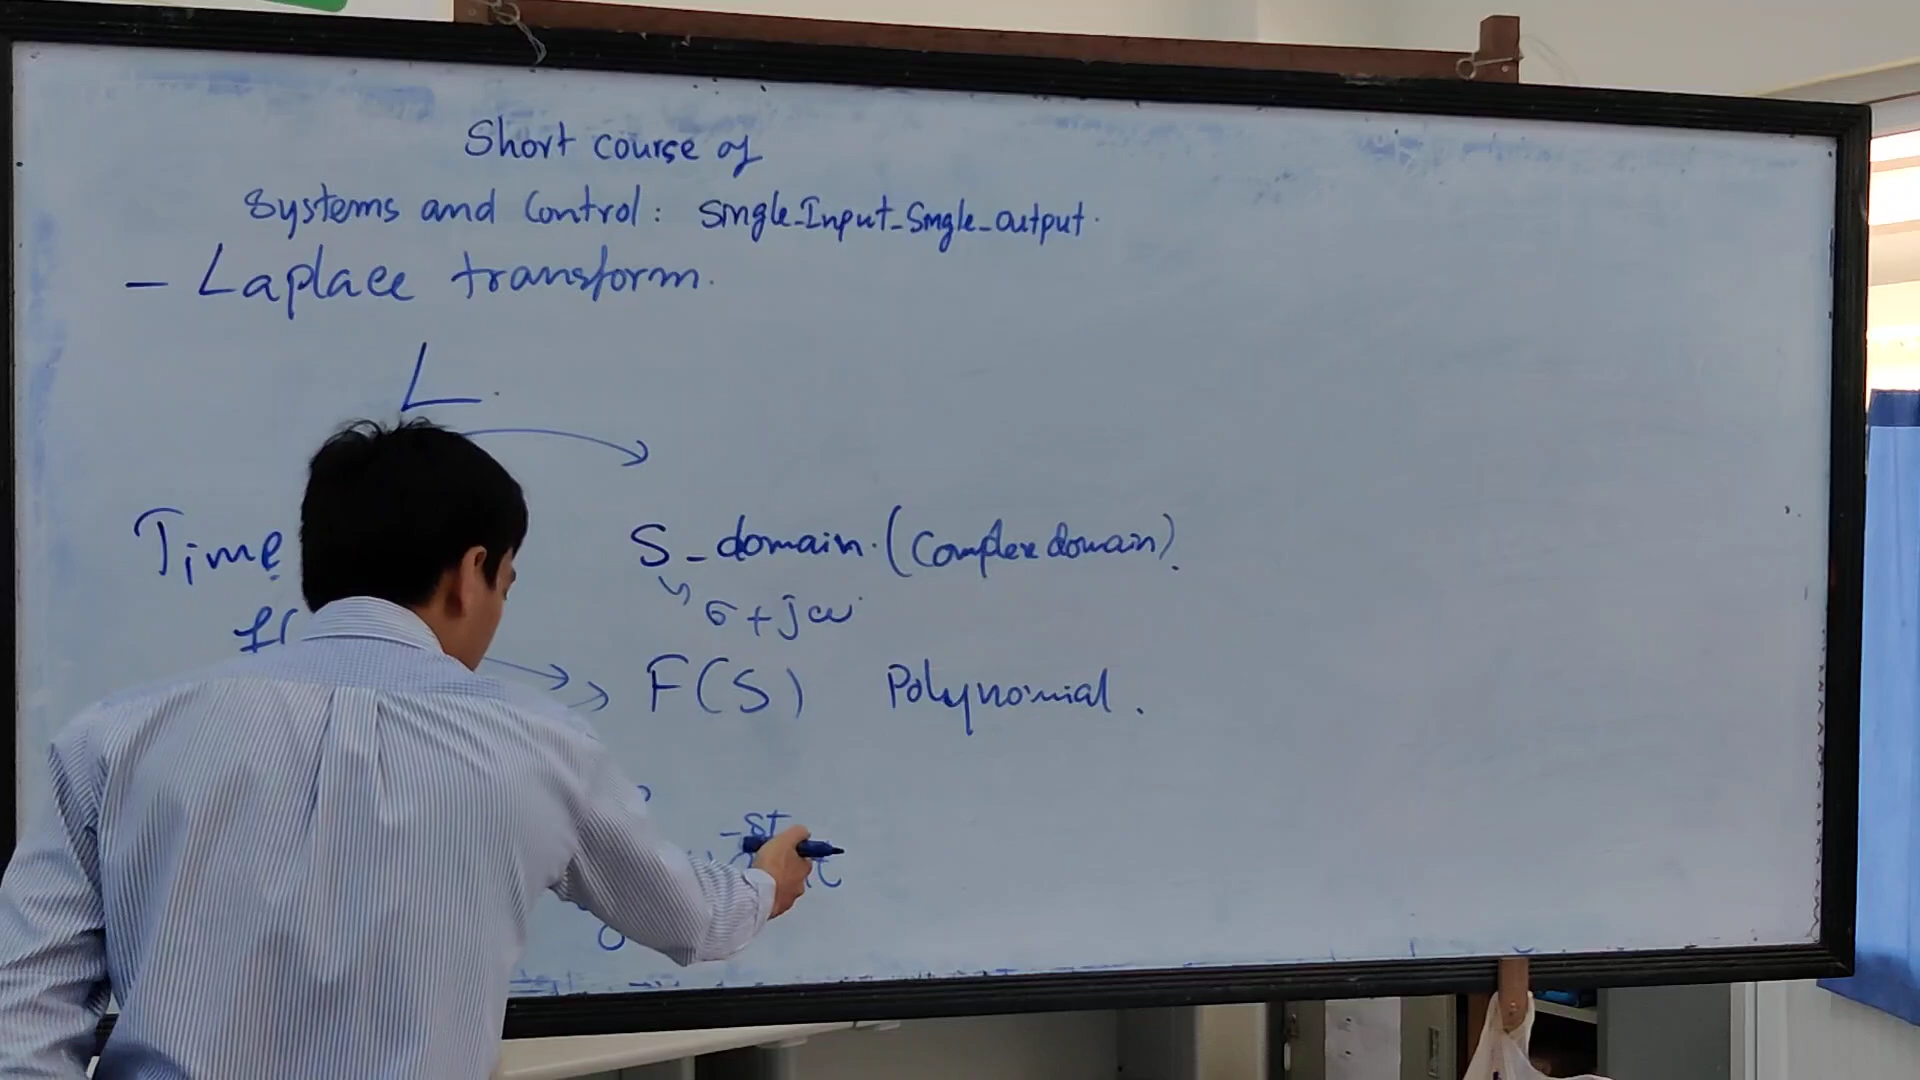 Short course of
Systems and Control: Single-Input-Single-output.
- Laplace transform.
L
Time S-domain. (Complex domain).
σ + jω
f( F(S) Polynomial.
-st
0